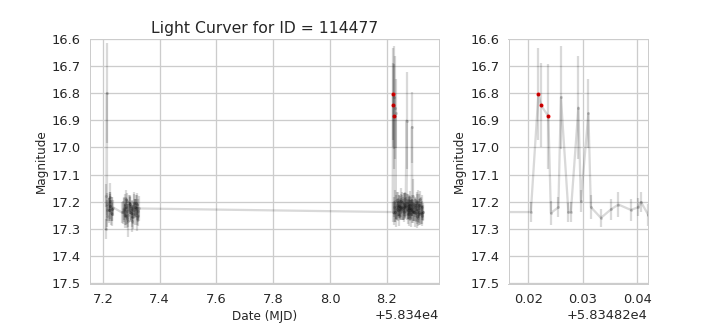 Light Curver for ID = 114477
Magnitude
16.6
16.7
16.8
16.9
17.0
17.1
17.2
17.3
17.4
17.5
7.2 7.4 7.6 7.8 8.0 8.2
Date (MJD)
+5.834e4
Magnitude
16.6
16.7
16.8
16.9
17.0
17.1
17.2
17.3
17.4
17.5
0.02 0.03 0.04
+5.83482e4